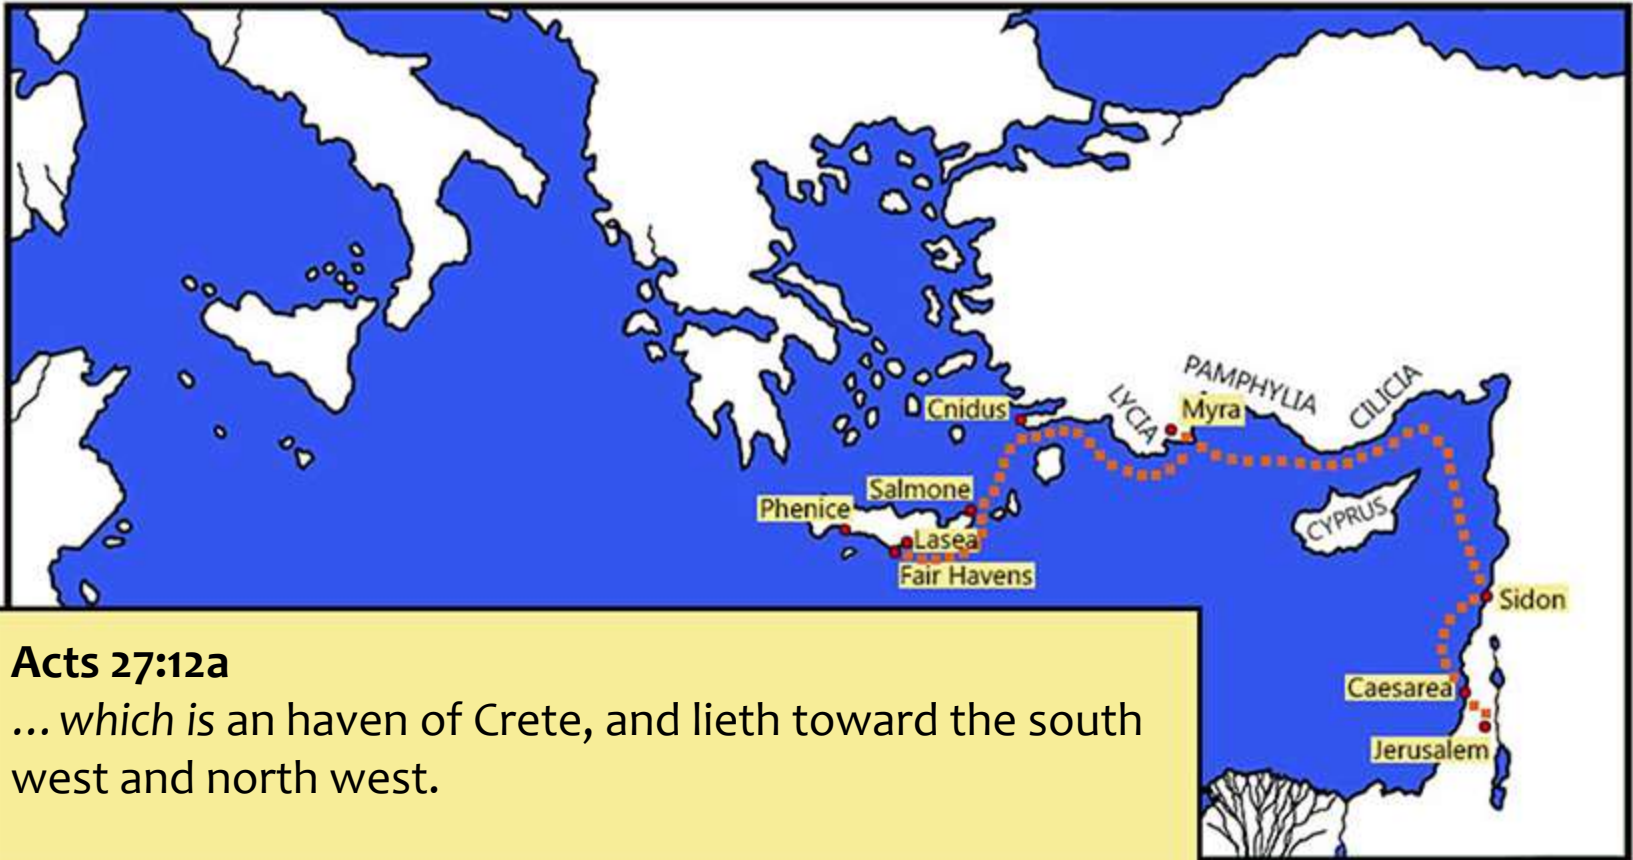 PAMPHYLIA
CILICIA
LYCIA
Cnidus
Myra
Salmone
Phenice
CYPRUS
Lasea
Fair Havens
Sidon
Caesarea
Jerusalem
Acts 27:12a
... which is an haven of Crete, and lieth toward the south
west and north west.